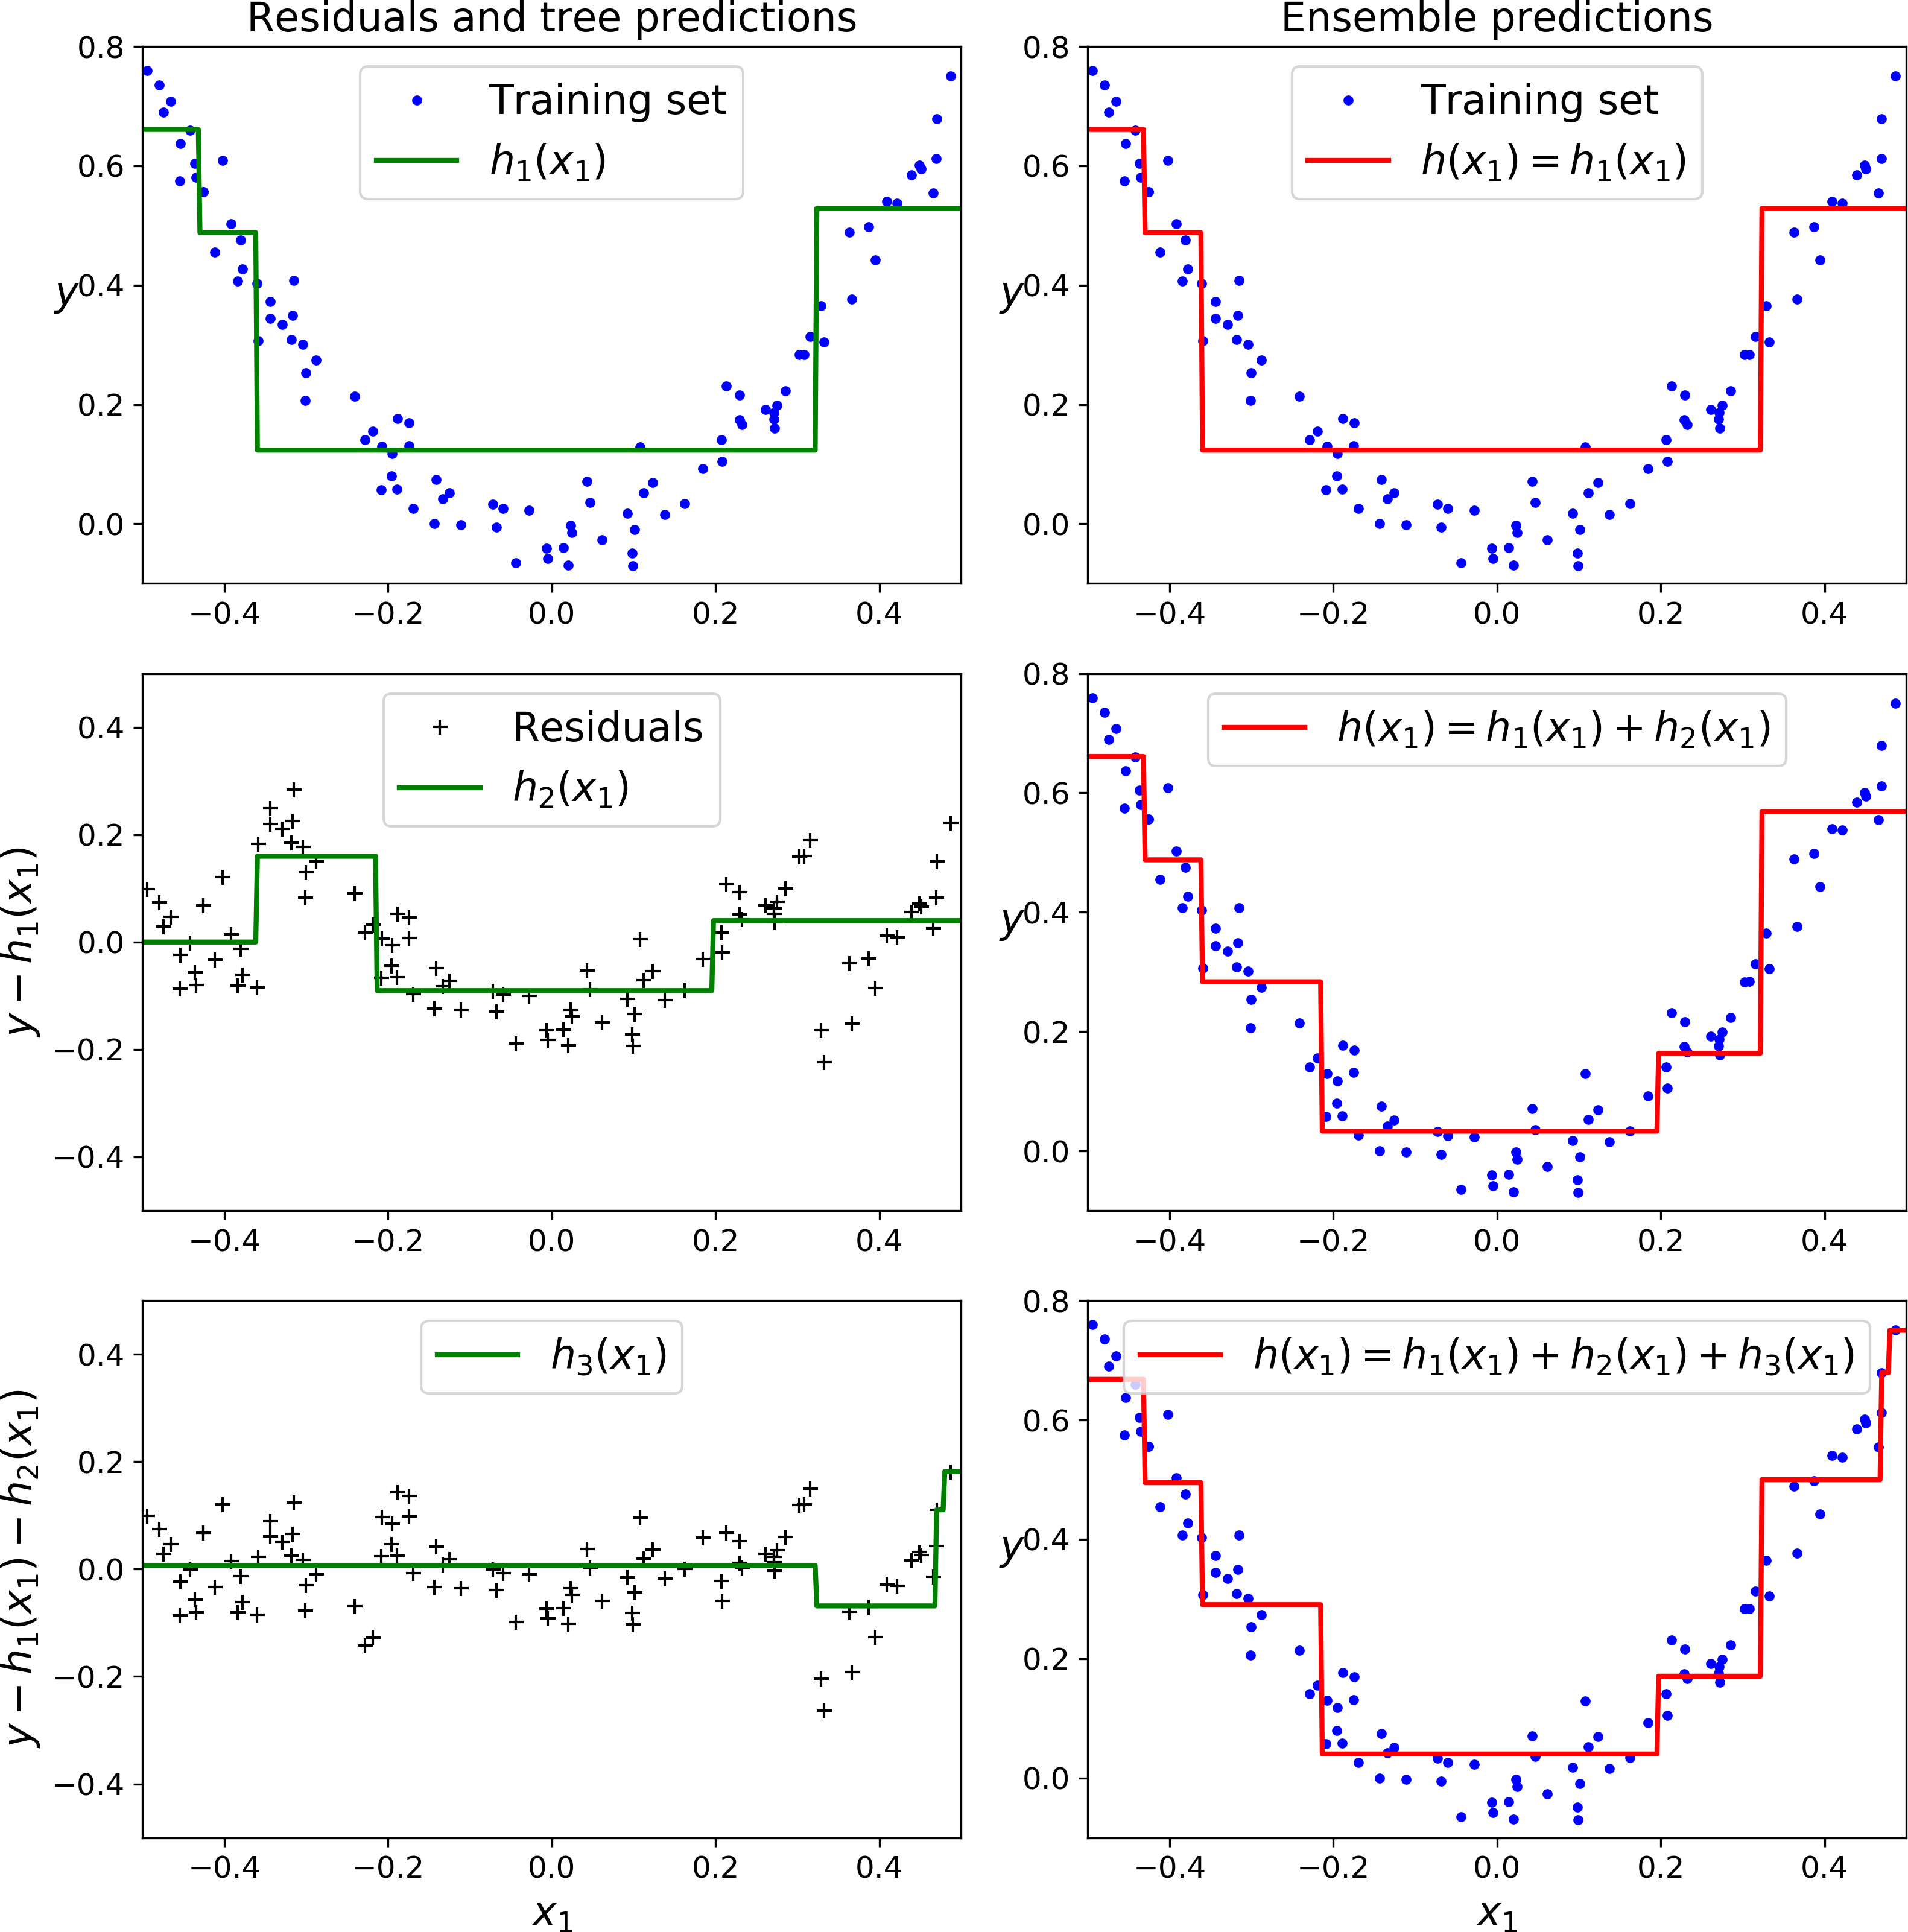 Residuals and tree predictions
Ensemble predictions
0.8
0.6
0.4
0.2
0.0
y
Training set
h₁(x₁)
−0.4 −0.2 0.0 0.2 0.4
0.8
0.6
0.4
0.2
0.0
y
Training set
h(x₁) = h₁(x₁)
−0.4 −0.2 0.0 0.2 0.4
0.4
0.2
0.0
−0.2
−0.4
y − h₁(x₁)
Residuals
h₂(x₁)
−0.4 −0.2 0.0 0.2 0.4
0.8
0.6
0.4
0.2
0.0
y
h(x₁) = h₁(x₁) + h₂(x₁)
−0.4 −0.2 0.0 0.2 0.4
0.4
0.2
0.0
−0.2
−0.4
y − h₁(x₁) − h₂(x₁)
h₃(x₁)
−0.4 −0.2 0.0 0.2 0.4
x₁
0.8
0.6
0.4
0.2
0.0
y
h(x₁) = h₁(x₁) + h₂(x₁) + h₃(x₁)
−0.4 −0.2 0.0 0.2 0.4
x₁